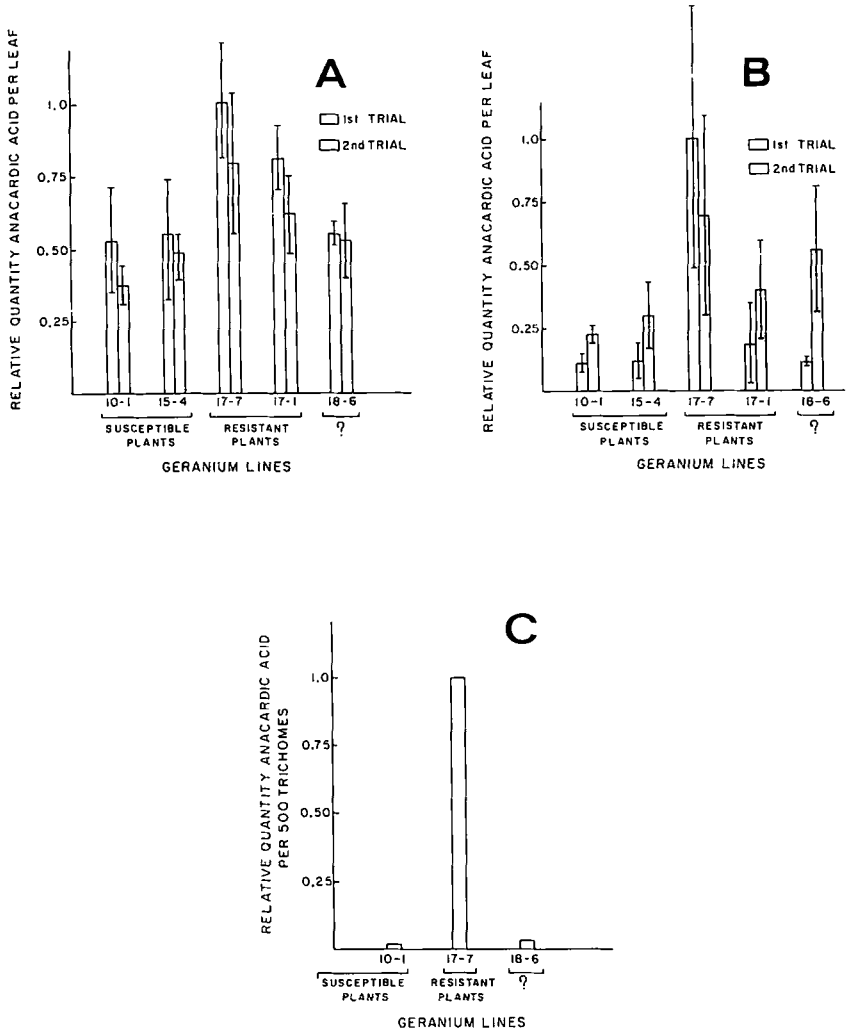 A
RELATIVE QUANTITY ANACARDIC ACID PER LEAF
1st TRIAL
2nd TRIAL
1.0
0.75
0.50
0.25
10-1 15-4 17-7 17-1 18-6
SUSCEPTIBLE PLANTS
RESISTANT PLANTS
?
GERANIUM LINES
B
RELATIVE QUANTITY ANACARDIC ACID PER LEAF
1st TRIAL
2nd TRIAL
1.0
0.75
0.50
0.25
10-1 15-4 17-7 17-1 18-6
SUSCEPTIBLE PLANTS
RESISTANT PLANTS
?
GERANIUM LINES
C
RELATIVE QUANTITY ANACARDIC ACID
PER 500 TRICHOMES
1.0
0.75
0.50
0.25
10-1 17-7 18-6
SUSCEPTIBLE PLANTS
RESISTANT PLANTS
?
GERANIUM LINES